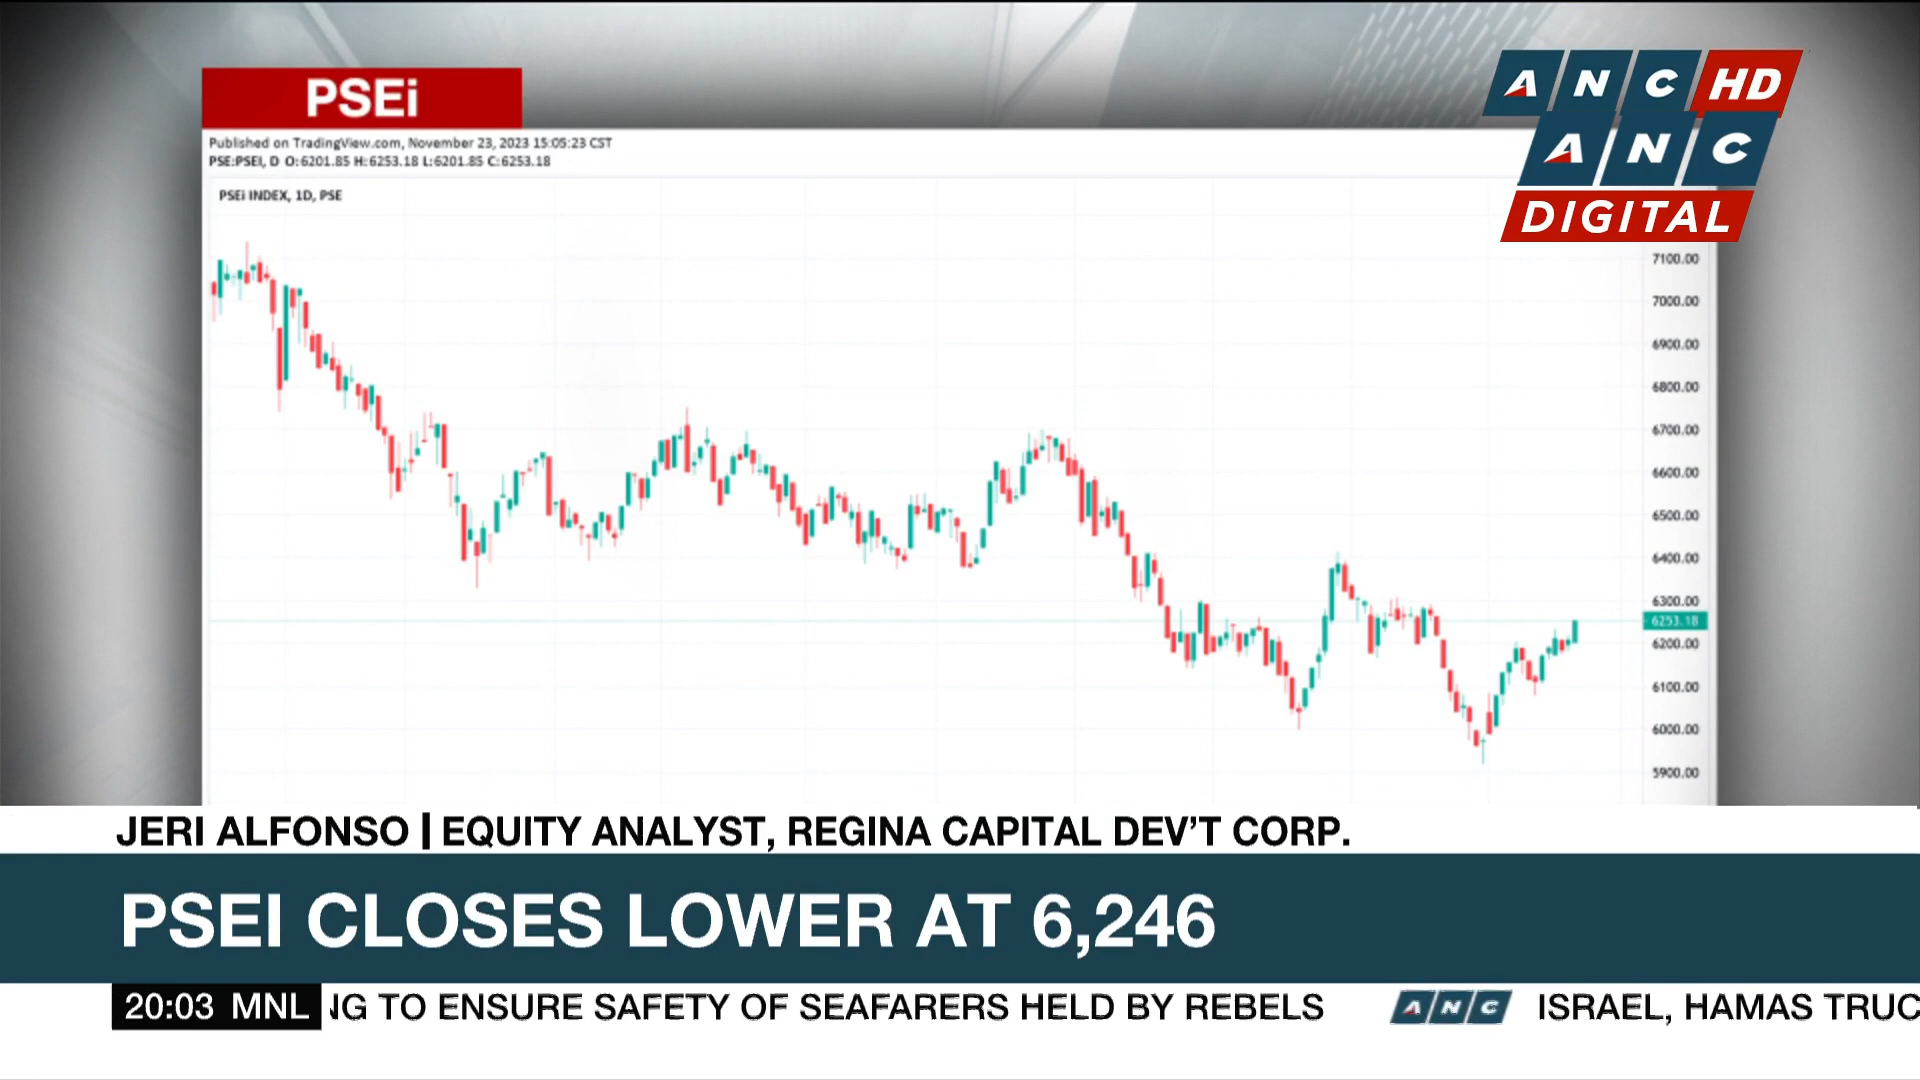 PSEi
ANC HD
ANC
DIGITAL
Published on TradingView.com, November 23, 2023 15:05:23 CST
PSE:PSEI, D O:6201.85 H:6253.18 L:6201.85 C:6253.18
PSEi INDEX, 1D, PSE
7100.00
7000.00
6900.00
6800.00
6700.00
6600.00
6500.00
6400.00
6300.00
6253.18
6200.00
6100.00
6000.00
5900.00
JERI ALFONSO | EQUITY ANALYST, REGINA CAPITAL DEV’T CORP.
PSEI CLOSES LOWER AT 6,246
20:03 MNL NG TO ENSURE SAFETY OF SEAFARERS HELD BY REBELS ANC ISRAEL, HAMAS TRUC